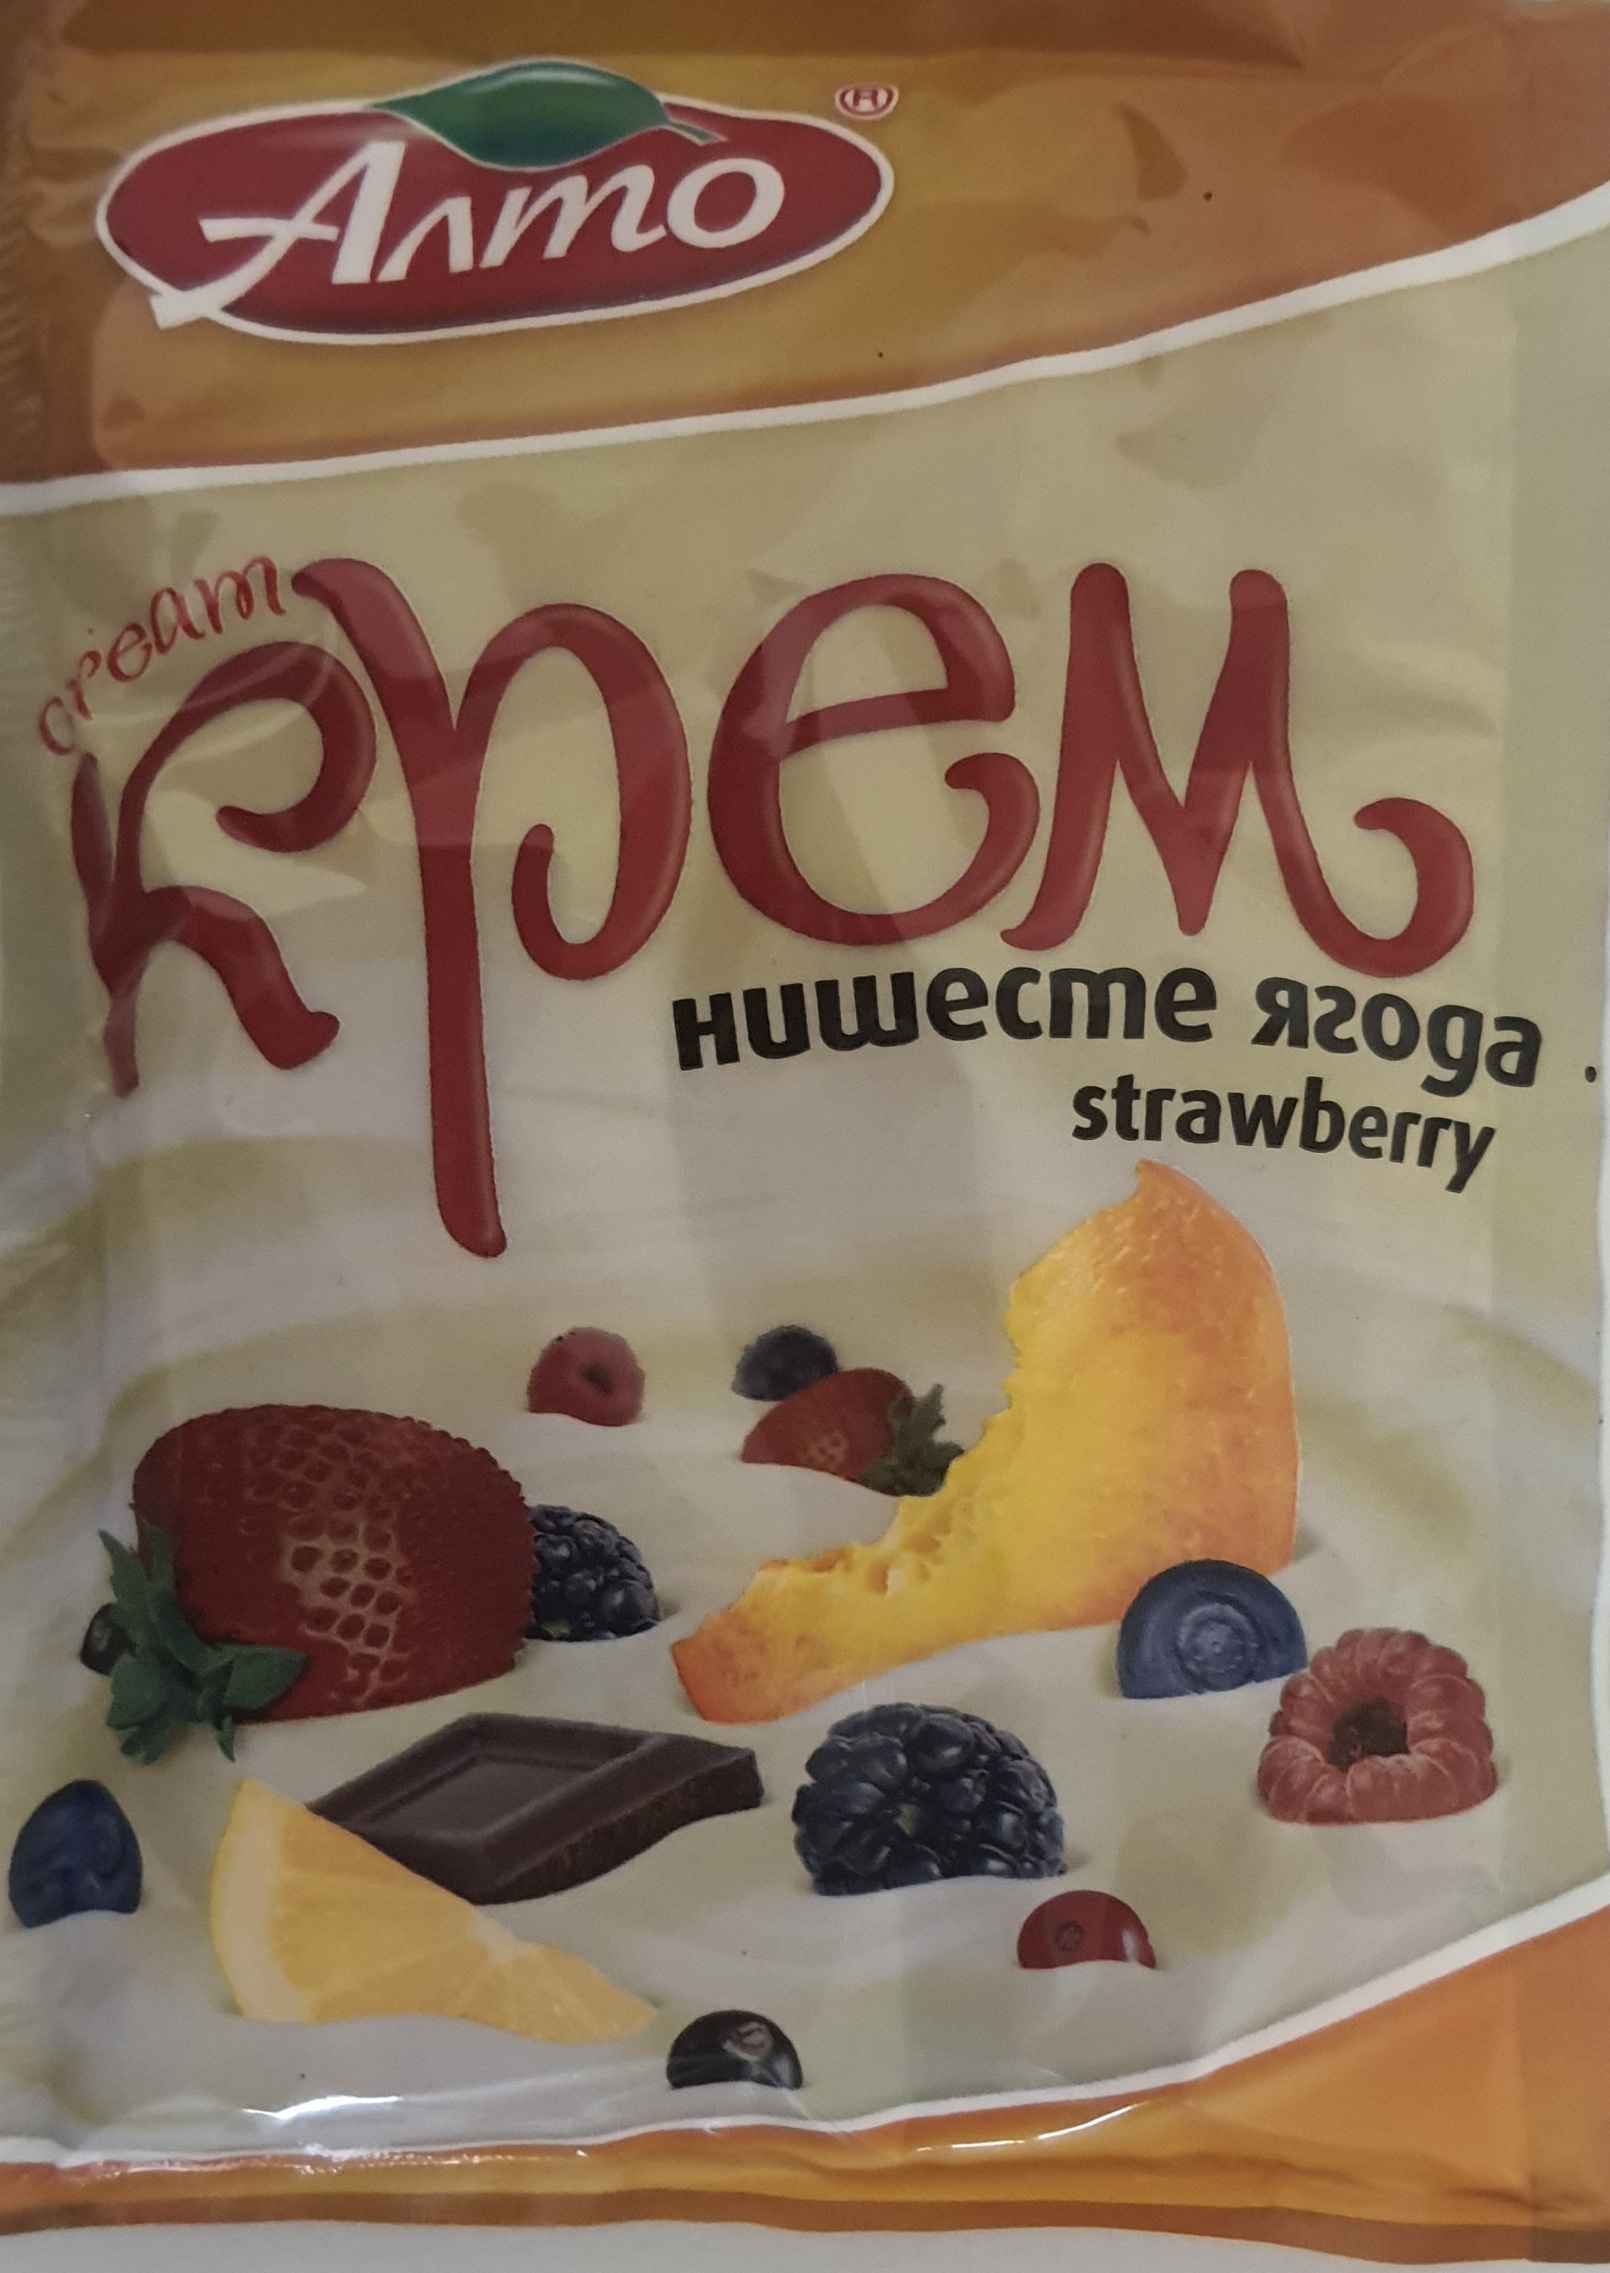 Алто ®
cream
крем
нишесте ягода
strawberry